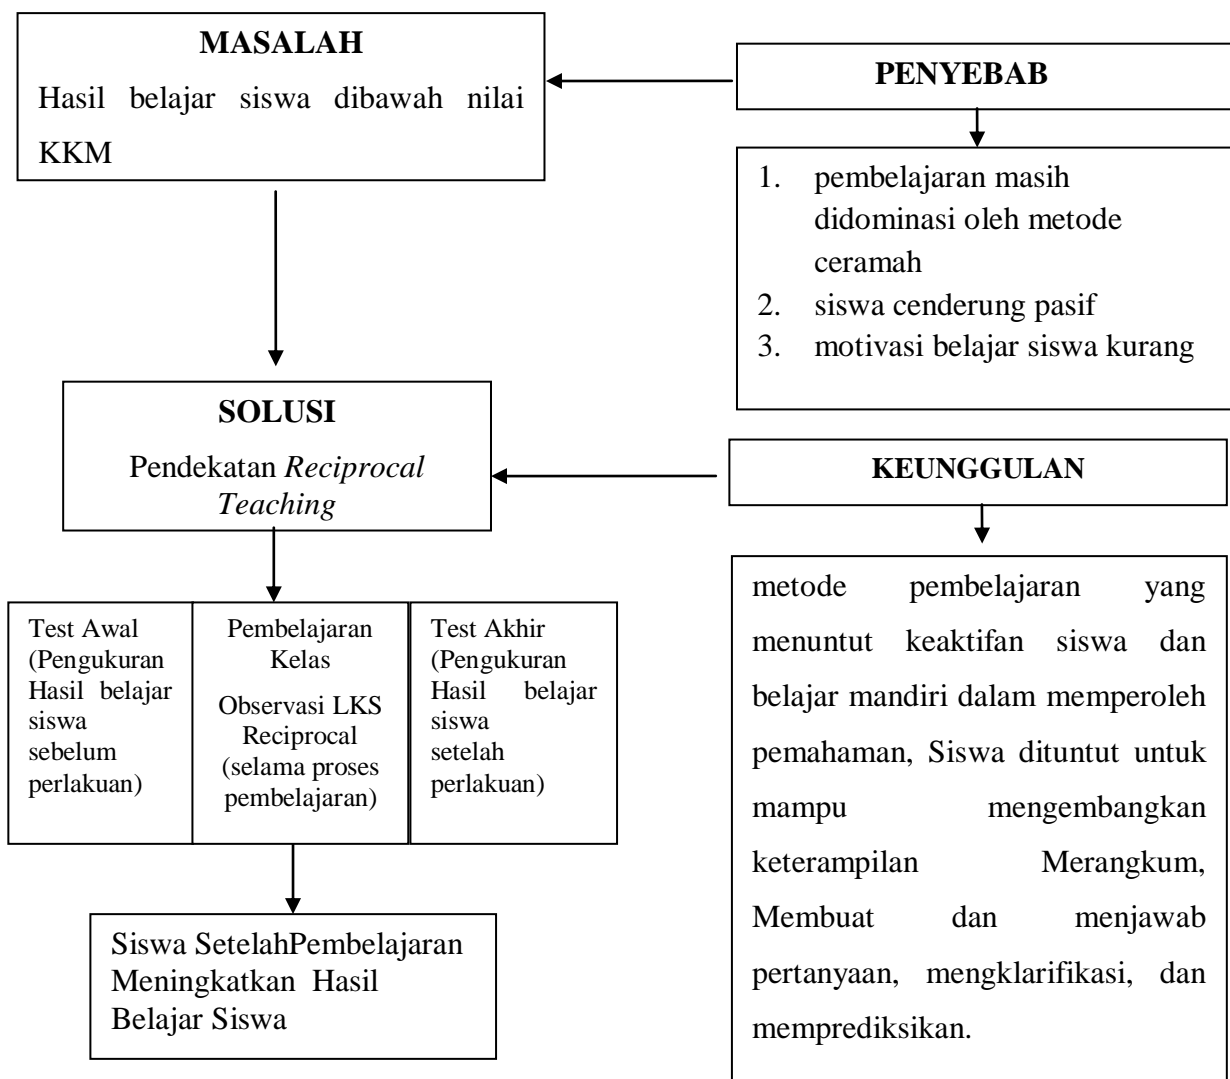 MASALAH
Hasil belajar siswa dibawah nilai
KKM
PENYEBAB
1. pembelajaran masih
didominasi oleh metode
ceramah
2. siswa cenderung pasif
3. motivasi belajar siswa kurang
SOLUSI
Pendekatan Reciprocal
Teaching
KEUNGGULAN
metode pembelajaran yang
menuntut keaktifan siswa dan
belajar mandiri dalam memperoleh
pemahaman, Siswa dituntut untuk
mampu mengembangkan
keterampilan Merangkum,
Membuat dan menjawab
pertanyaan, mengklarifikasi, dan
memprediksikan.
Test Awal
(Pengukuran
Hasil belajar
siswa
sebelum
perlakuan)
Pembelajaran
Kelas
Observasi LKS
Reciprocal
(selama proses
pembelajaran)
Test Akhir
(Pengukuran
Hasil belajar
siswa
setelah
perlakuan)
Siswa SetelahPembelajaran
Meningkatkan Hasil
Belajar Siswa